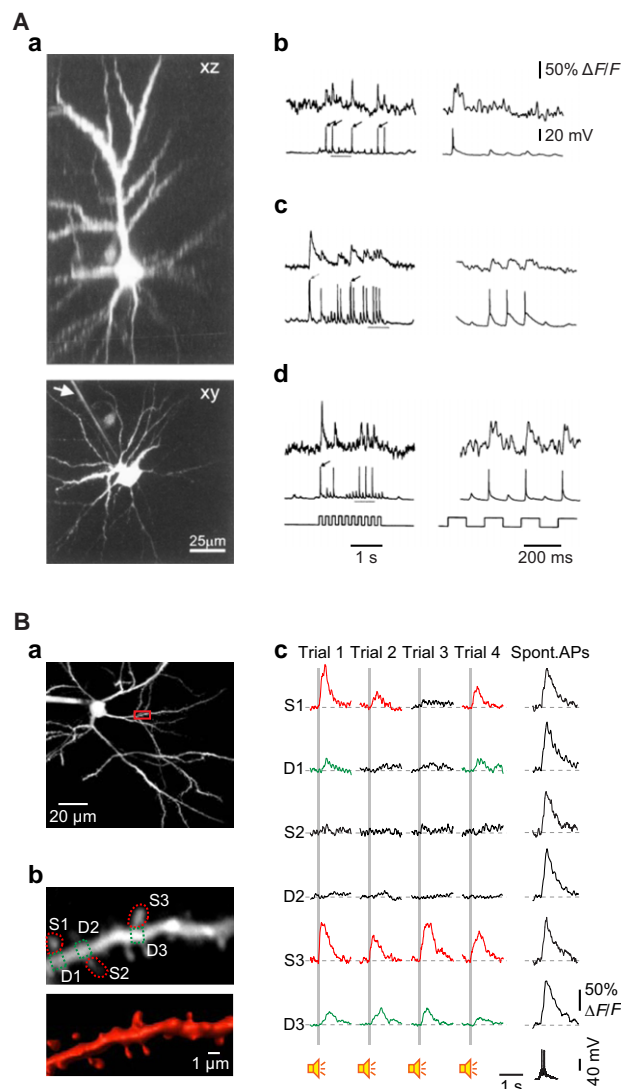 A
a
xz
xy
25μm
b
50% ΔF/F
20 mV
c
d
1 s
200 ms
B
a
20 μm
b
S1
D2
S3
D1
S2
D3
1 μm
c
Trial 1 Trial 2 Trial 3 Trial 4 Spont.APs
S1
D1
S2
D2
S3
D3
50%
ΔF/F
1 s
40 mV